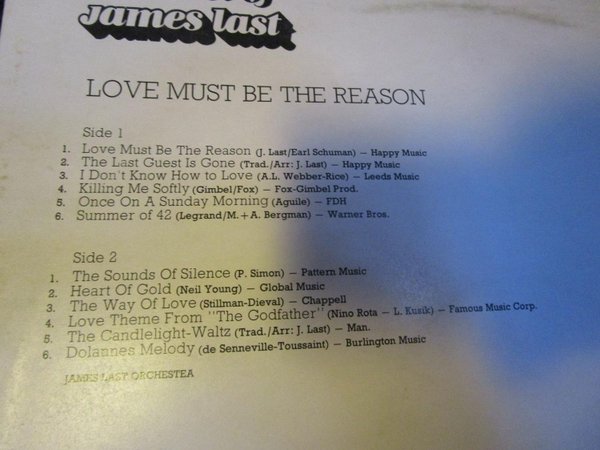 of
james last
LOVE MUST BE THE REASON
Side 1
1. Love Must Be The Reason (J. Last/Earl Schuman) — Happy Music
2. The Last Guest Is Gone (Trad./Arr: J. Last) — Happy Music
3. I Don't Know How to Love (A.L. Webber-Rice) — Leeds Music
4. Killing Me Softly (Gimbel/Fox) — Fox-Gimbel Prod.
5. Once On A Sunday Morning (Aguile) — FDH
6. Summer of 42 (Legrand/M. + A. Bergman) — Warner Bros.
Side 2
1. The Sounds Of Silence (P. Simon) — Pattern Music
2. Heart Of Gold (Neil Young) — Global Music
3. The Way Of Love (Stillman-Dieval) — Chappell
4. Love Theme From "The Godfather" (Nino Rota — L. Kusik) — Famous Music Corp.
5. The Candlelight-Waltz (Trad./Arr: J. Last) — Man.
6. Dolannes Melody (de Senneville-Toussaint) — Burlington Music
JAMES LAST ORCHESTEA